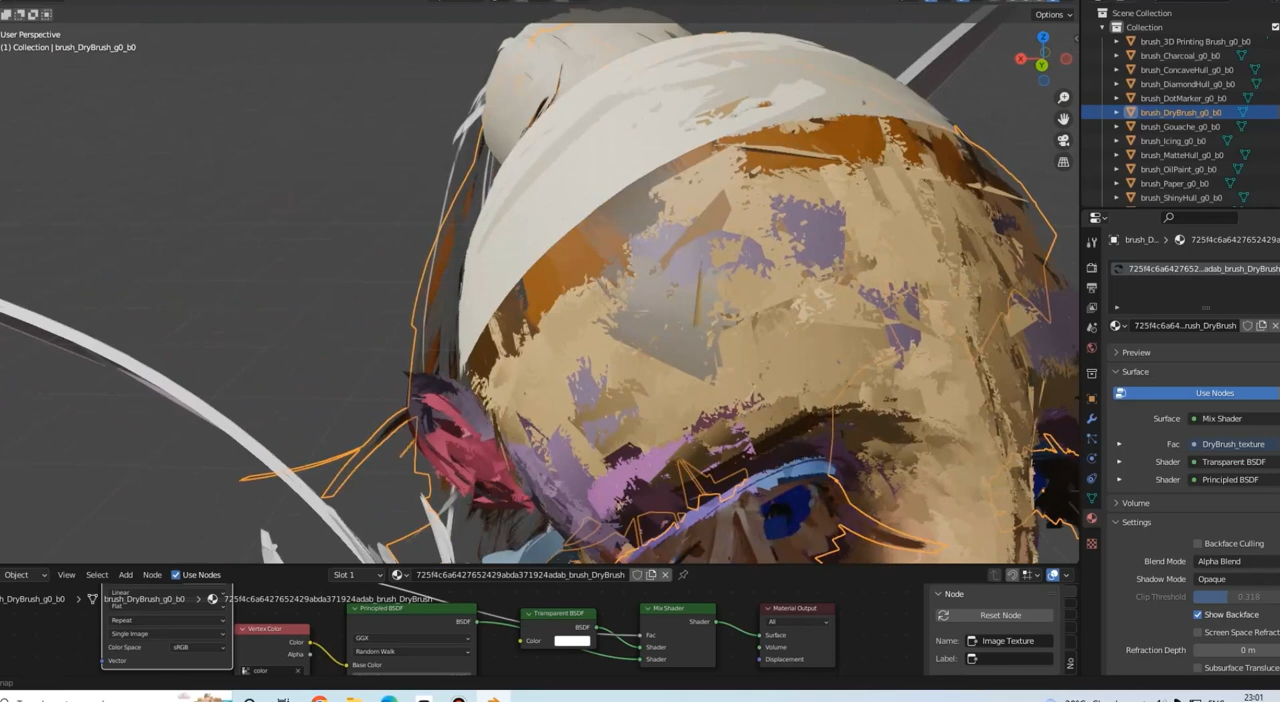 Options
User Perspective
(1) Collection | brush_DryBrush_g0_b0
Z
X
Y
Scene Collection
Collection
brush_3D Printing Brush_g0_b0
brush_Charcoal_g0_b0
brush_ConcaveHull_g0_b0
brush_DiamondHull_g0_b0
brush_DotMarker_g0_b0
brush_DryBrush_g0_b0
brush_Gouache_g0_b0
brush_Icing_g0_b0
brush_MatteHull_g0_b0
brush_OilPaint_g0_b0
brush_Paper_g0_b0
brush_ShinyHull_g0_b0
brush_D...
725f4c6a6427652429a
725f4c6a6427652...adab_brush_DryBrush
725f4c6a64...rush_DryBrush
Preview
Surface
Use Nodes
Surface Mix Shader
Fac DryBrush_texture
Shader Transparent BSDF
Shader Principled BSDF
Volume
Settings
Backface Culling
Blend Mode Alpha Blend
Shadow Mode Opaque
Clip Threshold 0.318
Show Backface
Screen Space Refract
Refraction Depth 0 m
Subsurface Transluce
Object View Select Add Node Use Nodes Slot 1 725f4c6a6427652429abda371924adab_brush_DryBrush
h_DryBrush_g0_b0 brush_DryBrush_g0_b0 725f4c6a6427652429abda371924adab_brush_DryBrush
Linear
Flat
Repeat
Single Image
Color Space sRGB
Vector
Vertex Color
Color
Alpha
color
Principled BSDF
BSDF
GGX
Random Walk
Base Color
Transparent BSDF
BSDF
Color
Mix Shader
Shader
Fac
Shader
Shader
Material Output
All
Surface
Volume
Displacement
Node
Reset Node
Name: Image Texture
Label:
No
23:01